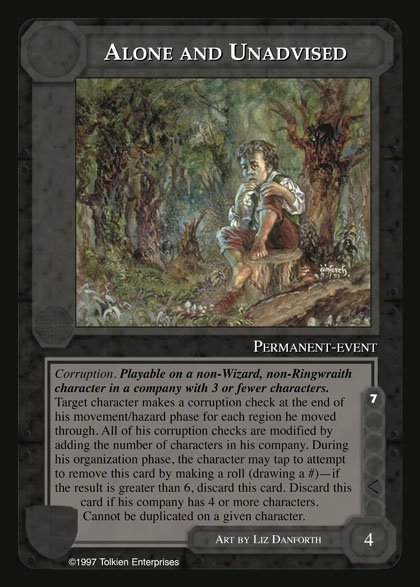 ALONE AND UNADVISED
PERMANENT-EVENT
Corruption. Playable on a non-Wizard, non-Ringwraith
character in a company with 3 or fewer characters.
Target character makes a corruption check at the end of
his movement/hazard phase for each region he moved
through. All of his corruption checks are modified by
adding the number of characters in his company. During
his organization phase, the character may tap to attempt
to remove this card by making a roll (drawing a #)—if
the result is greater than 6, discard this card. Discard this
card if his company has 4 or more characters.
Cannot be duplicated on a given character.
7
ART BY LIZ DANFORTH
4
©1997 Tolkien Enterprises